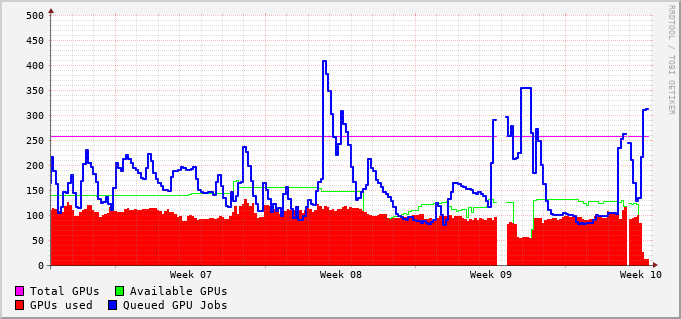 RRDTOOL / TOBI OETIKER
500
450
400
350
300
250
200
150
100
50
0
Week 07 Week 08 Week 09 Week 10
Total GPUs Available GPUs
GPUs used Queued GPU Jobs